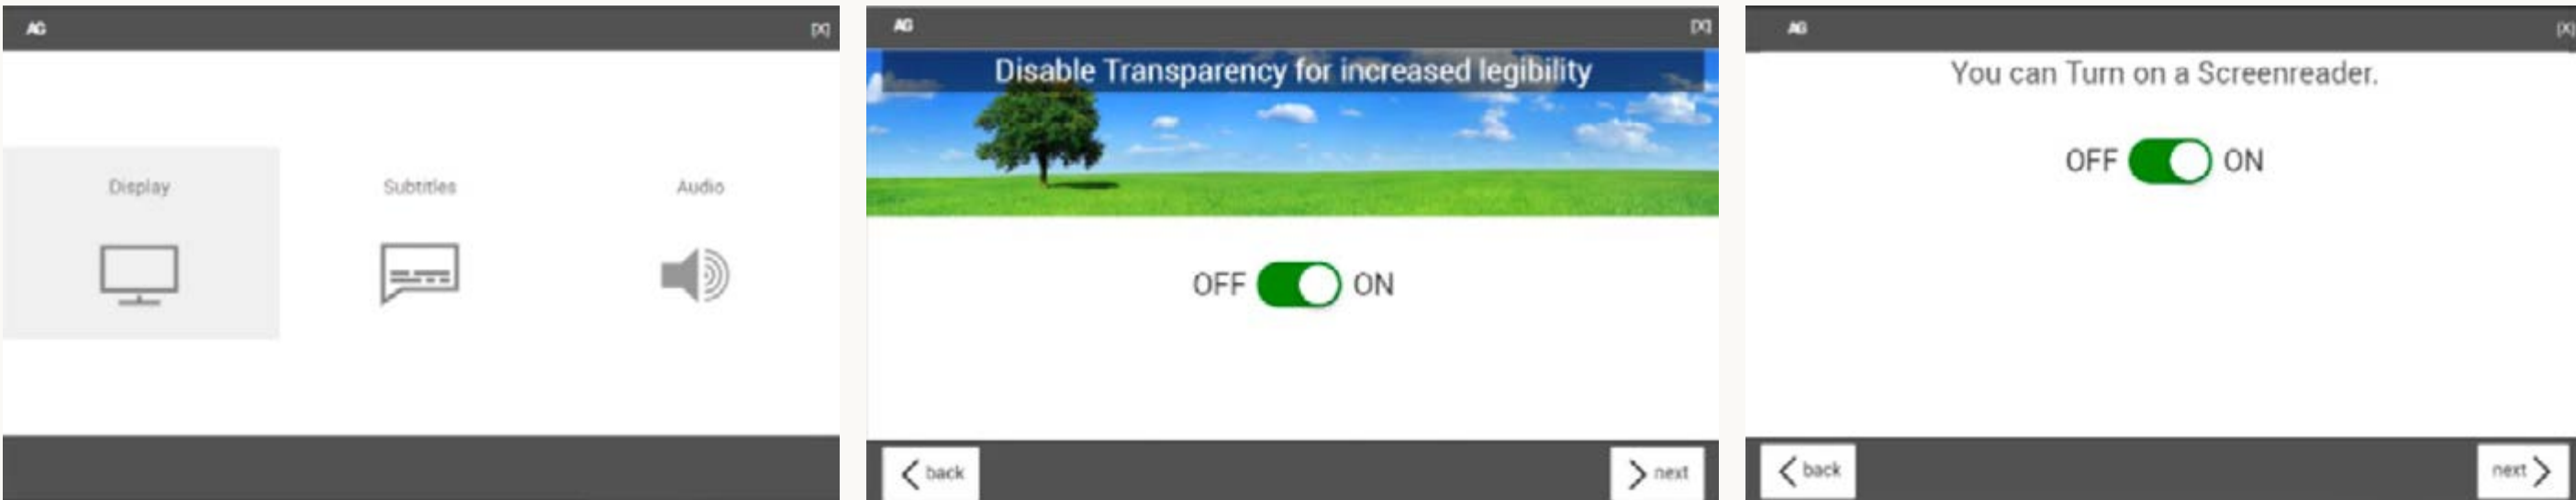 AG [X]
Display Subtitles Audio
AG [X]
Disable Transparency for increased legibility
OFF ON
back next
AG [X]
You can Turn on a Screenreader.
OFF ON
back next